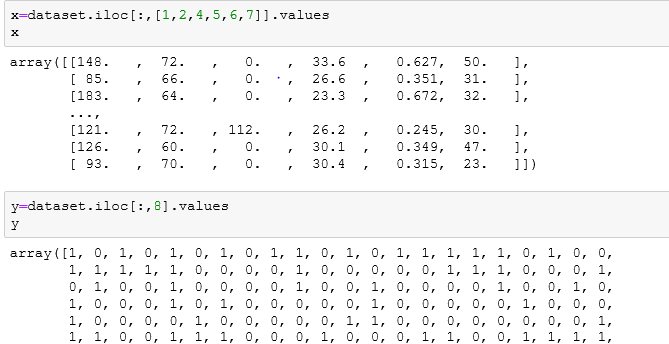 x=dataset.iloc[:,[1,2,4,5,6,7]].values
x
array([[148.   ,  72.   ,   0.   ,  33.6  ,   0.627,  50.   ],
       [ 85.   ,  66.   ,   0.   ,  26.6  ,   0.351,  31.   ],
       [183.   ,  64.   ,   0.   ,  23.3  ,   0.672,  32.   ],
       ...,
       [121.   ,  72.   , 112.   ,  26.2  ,   0.245,  30.   ],
       [126.   ,  60.   ,   0.   ,  30.1  ,   0.349,  47.   ],
       [ 93.   ,  70.   ,   0.   ,  30.4  ,   0.315,  23.   ]])
y=dataset.iloc[:,8].values
y
array([1, 0, 1, 0, 1, 0, 1, 0, 1, 1, 0, 1, 0, 1, 1, 1, 1, 1, 0, 1, 0, 0,
       1, 1, 1, 1, 1, 0, 0, 0, 0, 1, 0, 0, 0, 0, 0, 1, 1, 1, 0, 0, 0, 1,
       0, 1, 0, 0, 1, 0, 0, 0, 0, 1, 0, 0, 1, 0, 0, 0, 0, 1, 0, 0, 1, 0,
       1, 0, 0, 0, 1, 0, 1, 0, 0, 0, 0, 0, 1, 0, 0, 0, 0, 0, 1, 0, 0, 0,
       1, 0, 0, 0, 0, 1, 0, 0, 0, 0, 0, 1, 1, 0, 0, 0, 0, 0, 0, 0, 0, 1,
       1, 1, 0, 0, 1, 1, 1, 0, 0, 0, 1, 0, 0, 0, 1, 1, 0, 0, 1, 1, 1, 1,